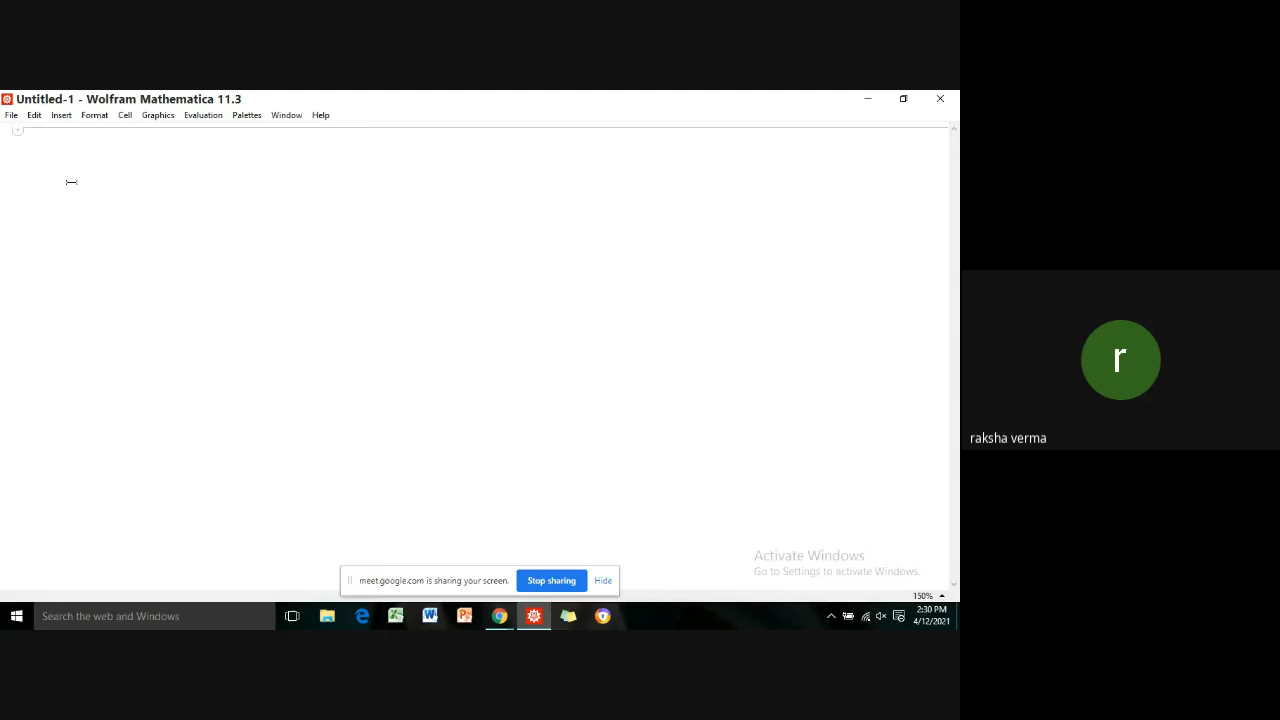 Untitled-1 - Wolfram Mathematica 11.3
File Edit Insert Format Cell Graphics Evaluation Palettes Window Help
r
raksha verma
Activate Windows
Go to Settings to activate Windows.
meet.google.com is sharing your screen. Stop sharing Hide
150%
Search the web and Windows
2:30 PM
4/12/2021